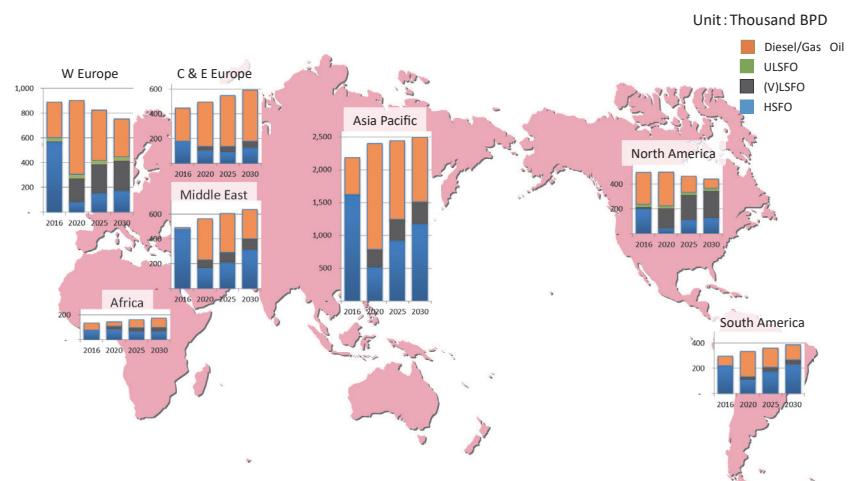 Unit : Thousand BPD
Diesel/Gas Oil
ULSFO
(V)LSFO
HSFO
W Europe
1,000
800
600
400
200
-
2016 2020 2025 2030
C & E Europe
600
400
200
-
2016 2020 2025 2030
Asia Pacific
2,500
2,000
1,500
1,000
500
-
2016 2020 2025 2030
North America
400
200
-
2016 2020 2025 2030
Middle East
600
400
200
-
2016 2020 2025 2030
Africa
200
-
2016 2020 2025 2030
South America
400
200
-
2016 2020 2025 2030